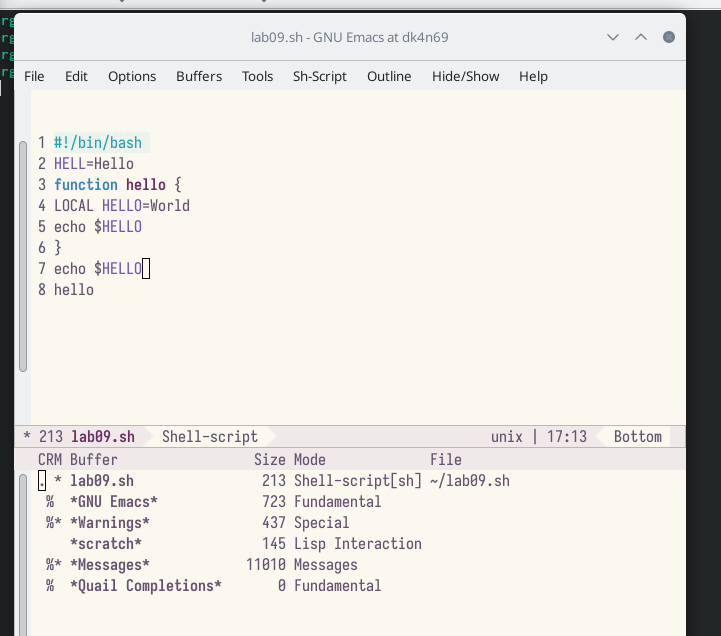 lab09.sh - GNU Emacs at dk4n69
File Edit Options Buffers Tools Sh-Script Outline Hide/Show Help
1 #!/bin/bash
2 HELL=Hello
3 function hello {
4 LOCAL HELLO=World
5 echo $HELLO
6 }
7 echo $HELLO
8 hello
* 213 lab09.sh Shell-script unix | 17:13 Bottom
CRM Buffer Size Mode File
. * lab09.sh 213 Shell-script[sh] ~/lab09.sh
% *GNU Emacs* 723 Fundamental
%* *Warnings* 437 Special
*scratch* 145 Lisp Interaction
%* *Messages* 11010 Messages
% *Quail Completions* 0 Fundamental